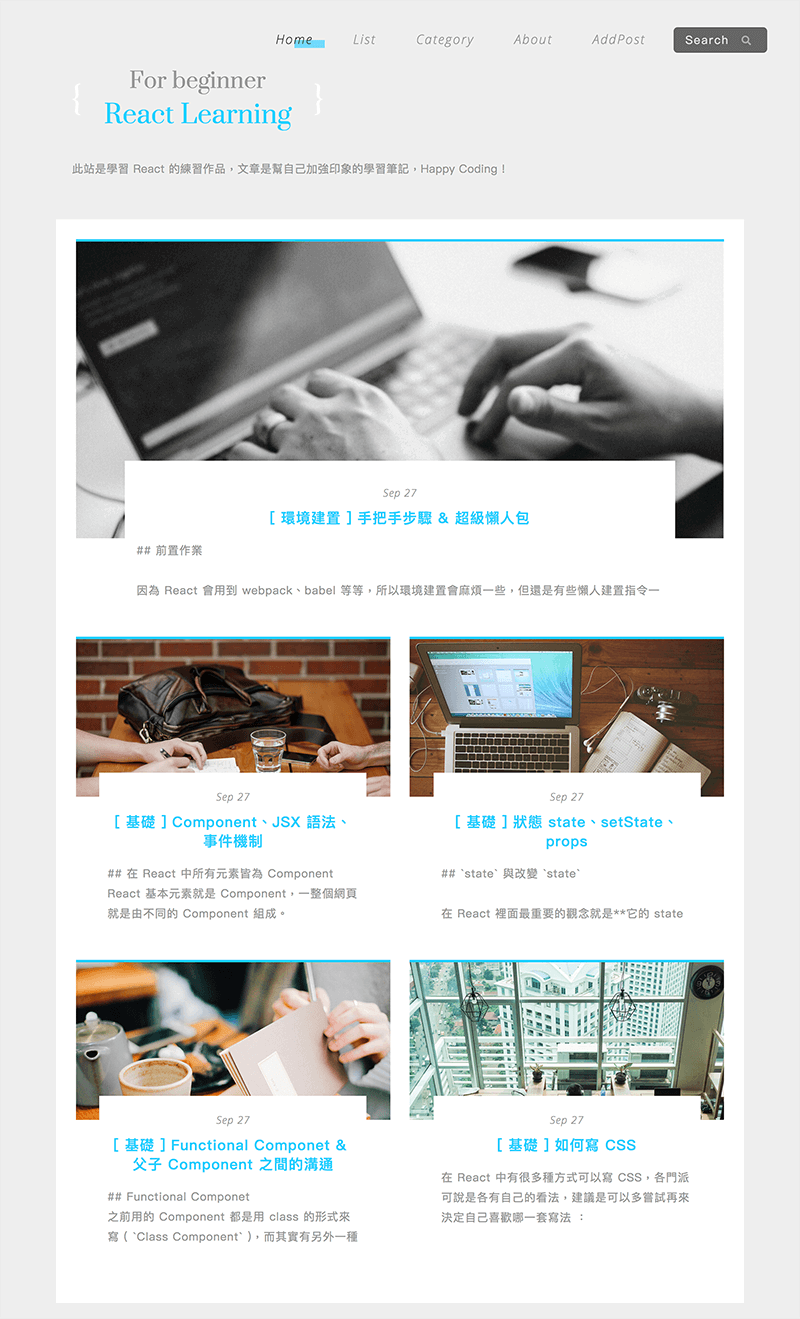 Home List Category About AddPost Search
{ For beginner }
React Learning
此站是學習 React 的練習作品，文章是幫自己加強印象的學習筆記，Happy Coding！
Sep 27
[ 環境建置 ] 手把手步驟 & 超級懶人包
## 前置作業
因為 React 會用到 webpack、babel 等等，所以環境建置會麻煩一些，但還是有些懶人建置指令一
Sep 27
[ 基礎 ] Component、JSX 語法、
事件機制
## 在 React 中所有元素皆為 Component
React 基本元素就是 Component，一整個網頁
就是由不同的 Component 組成。
Sep 27
[ 基礎 ] 狀態 state、setState、
props
## `state` 與改變 `state`
在 React 裡面最重要的觀念就是**它的 state
Sep 27
[ 基礎 ] Functional Componet &
父子 Component 之間的溝通
## Functional Componet
之前用的 Component 都是用 class 的形式來
寫 ( `Class Component` )，而其實有另外一種
Sep 27
[ 基礎 ] 如何寫 CSS
在 React 中有很多種方式可以寫 CSS，各門派
可說是各有自己的看法，建議是可以多嘗試再來
決定自己喜歡哪一套寫法 ：